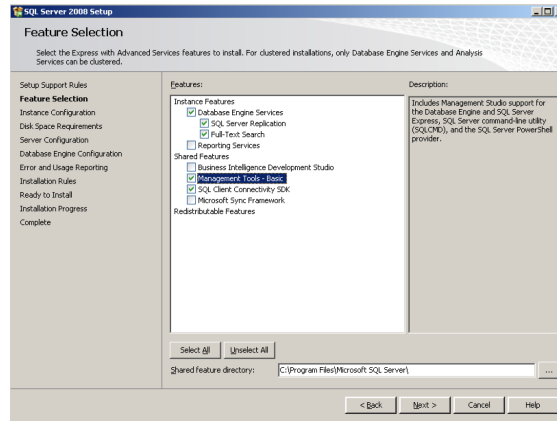 SQL Server 2008 Setup
Feature Selection
Select the Express with Advanced Services features to install. For clustered installations, only Database Engine Services and Analysis
Services can be clustered.
Setup Support Rules
Feature Selection
Instance Configuration
Disk Space Requirements
Server Configuration
Database Engine Configuration
Error and Usage Reporting
Installation Rules
Ready to Install
Installation Progress
Complete
Features:
Instance Features
Database Engine Services
SQL Server Replication
Full-Text Search
Reporting Services
Shared Features
Business Intelligence Development Studio
Management Tools - Basic
SQL Client Connectivity SDK
Microsoft Sync Framework
Redistributable Features
Description:
Includes Management Studio support for
the Database Engine and SQL Server
Express, SQL Server command-line utility
(SQLCMD), and the SQL Server PowerShell
provider.
Select All
Unselect All
Shared feature directory:
C:\Program Files\Microsoft SQL Server\
...
< Back
Next >
Cancel
Help